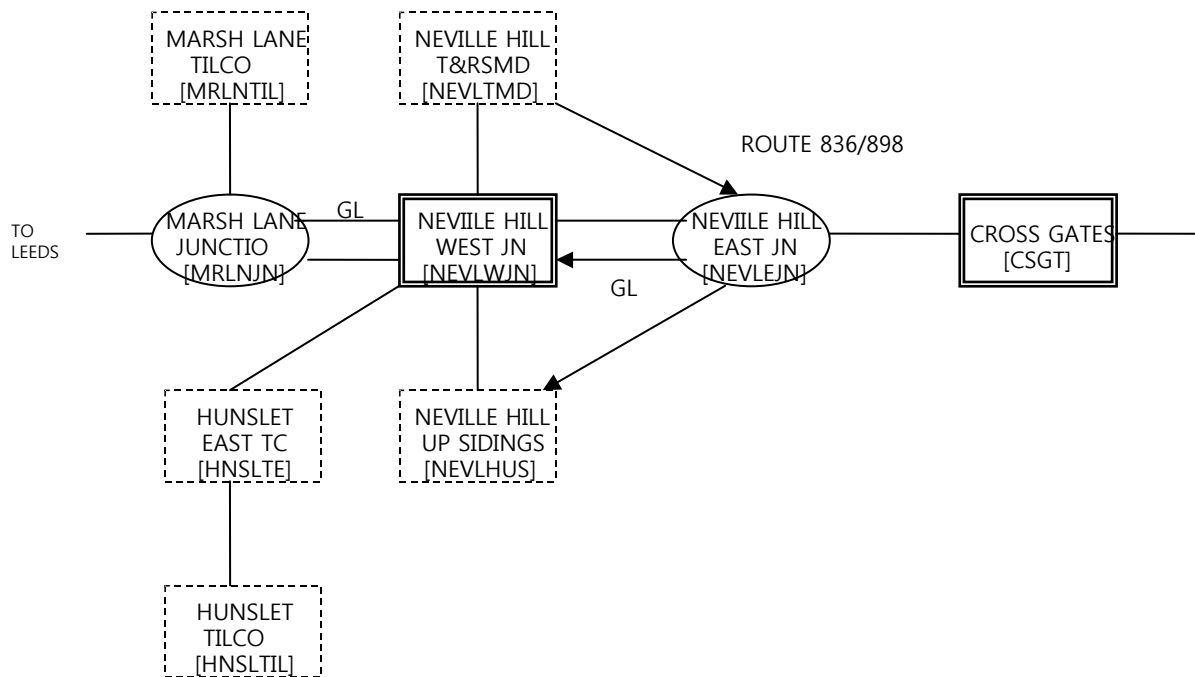 MARSH LANE
TILCO
[MRLNTIL]
NEVILLE HILL
T&RSMD
[NEVLTMD]
ROUTE 836/898
TO
LEEDS
MARSH LANE
JUNCTIO
[MRLNJN]
GL
NEVIILE HILL
WEST JN
[NEVLWJN]
GL
NEVIILE HILL
EAST JN
[NEVLEJN]
CROSS GATES
[CSGT]
HUNSLET
EAST TC
[HNSLTE]
NEVILLE HILL
UP SIDINGS
[NEVLHUS]
HUNSLET
TILCO
[HNSLTIL]